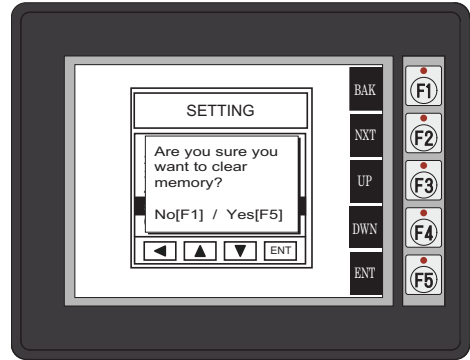 SETTING
Are you sure you
want to clear
memory?
No[F1] / Yes[F5]
ENT
BAK
NXT
UP
DWN
ENT
F1
F2
F3
F4
F5